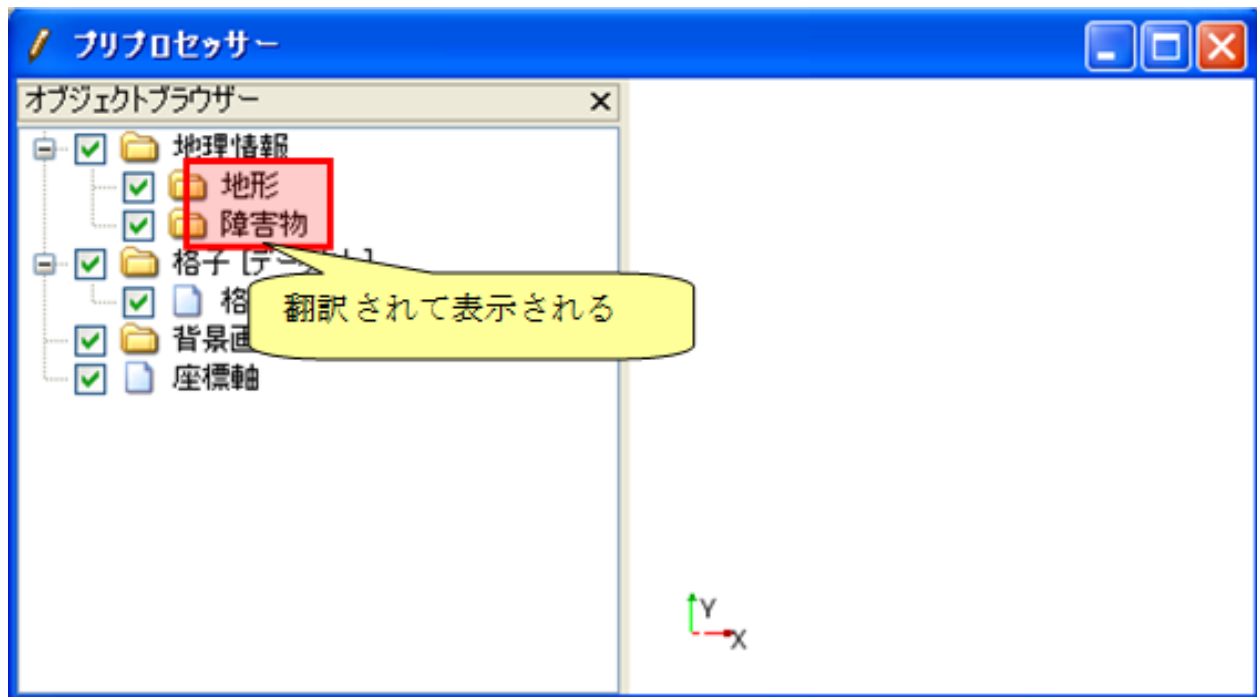 プリプロセッサー
オブジェクトブラウザー
地理情報
地形
障害物
格子
翻訳されて表示される
背景
座標軸
Y
X